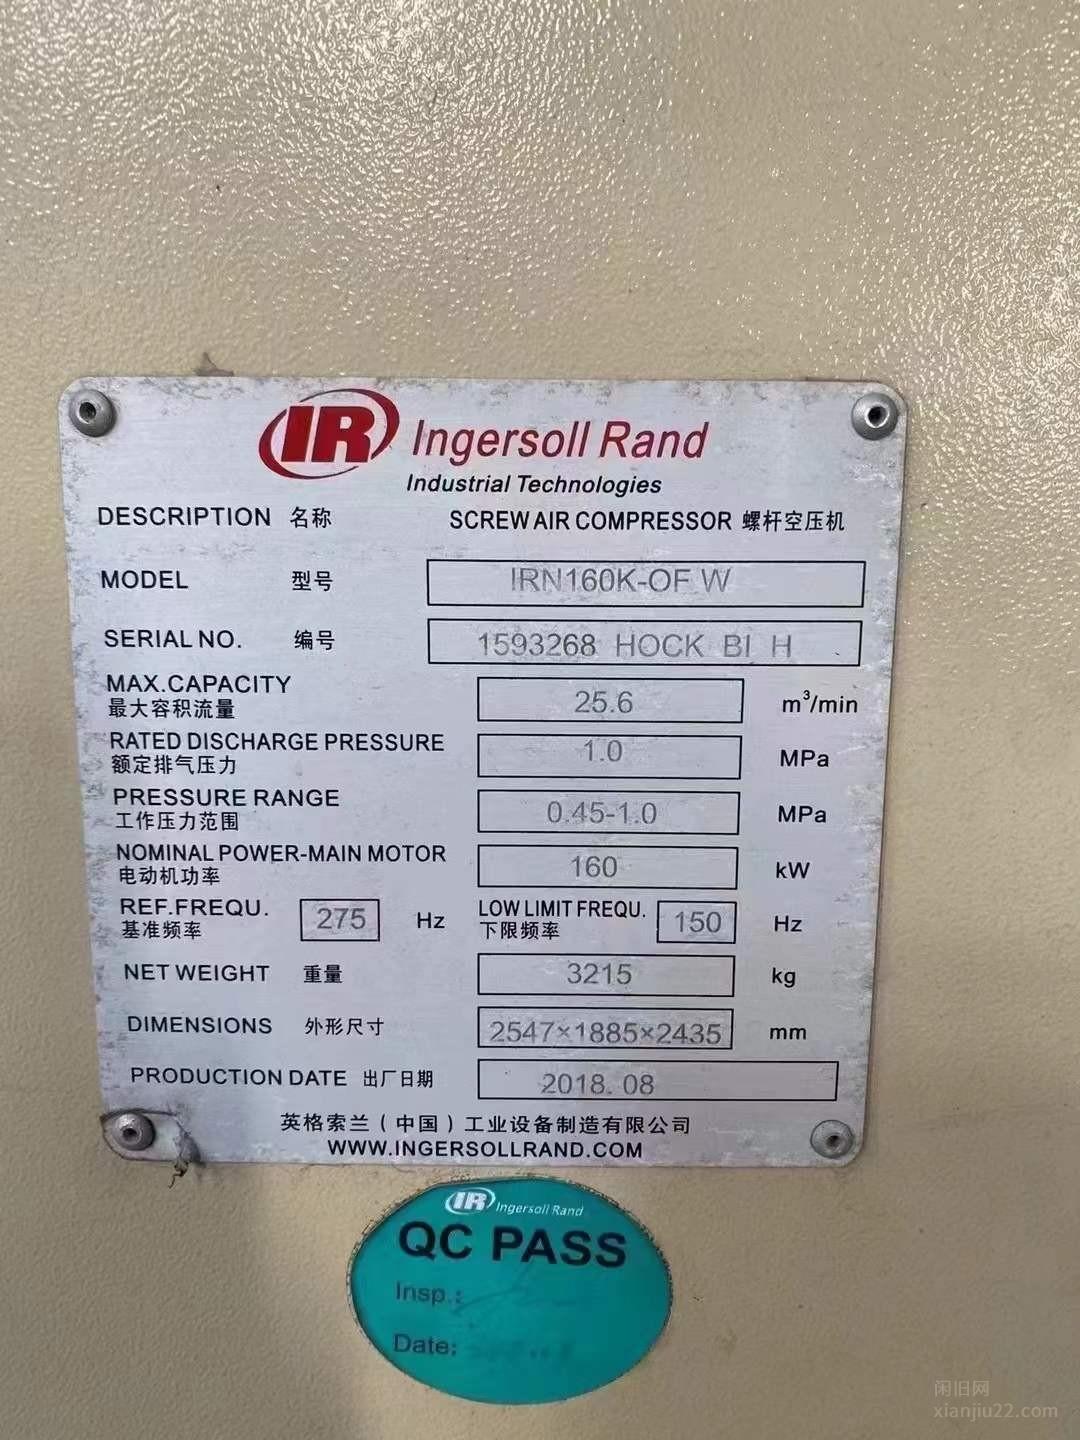 IR Ingersoll Rand
Industrial Technologies
DESCRIPTION 名称 SCREW AIR COMPRESSOR 螺杆空压机
MODEL 型号 IRN160K-OF W
SERIAL NO. 编号 1593268 HOCK BI H
MAX.CAPACITY 25.6 m³/min
最大容积流量
RATED DISCHARGE PRESSURE 1.0 MPa
额定排气压力
PRESSURE RANGE 0.45-1.0 MPa
工作压力范围
NOMINAL POWER-MAIN MOTOR 160 kW
电动机功率
REF.FREQU. 275 Hz LOW LIMIT FREQU. 150 Hz
基准频率 下限频率
NET WEIGHT 重量 3215 kg
DIMENSIONS 外形尺寸 2547×1885×2435 mm
PRODUCTION DATE 出厂日期 2018.08
英格索兰（中国）工业设备制造有限公司
WWW.INGERSOLLRAND.COM
IR Ingersoll Rand
QC PASS
Insp.:
Date:
闲旧网
xianjiu22.com